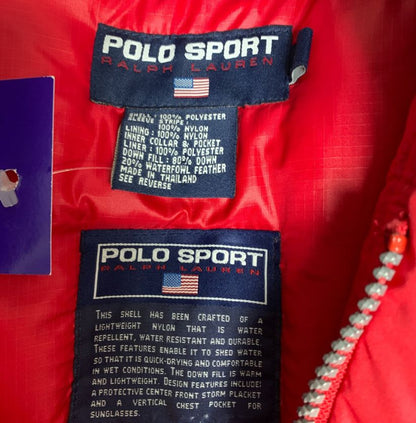 POLO SPORT
RALPH LAUREN
SHELL: 100% POLYESTER
SLEEVE STRIPE:
100% NYLON
LINING: 100% NYLON
INNER COLLAR & POCKET
LINER: 100% POLYESTER
DOWN FILL: 80% DOWN
20% WATERFOWL FEATHER
MADE IN THAILAND
SEE REVERSE
POLO SPORT
RALPH LAUREN
THIS SHELL HAS BEEN CRAFTED OF A
LIGHTWEIGHT NYLON THAT IS WATER
REPELLENT, WATER RESISTANT AND DURABLE.
THESE FEATURES ENABLE IT TO SHED WATER
SO THAT IT IS QUICK-DRYING AND COMFORTABLE
IN WET CONDITIONS. THE DOWN FILL IS WARM
AND LIGHTWEIGHT. DESIGN FEATURES INCLUDE:
A PROTECTIVE CENTER FRONT STORM PLACKET
AND A VERTICAL CHEST POCKET FOR
SUNGLASSES.